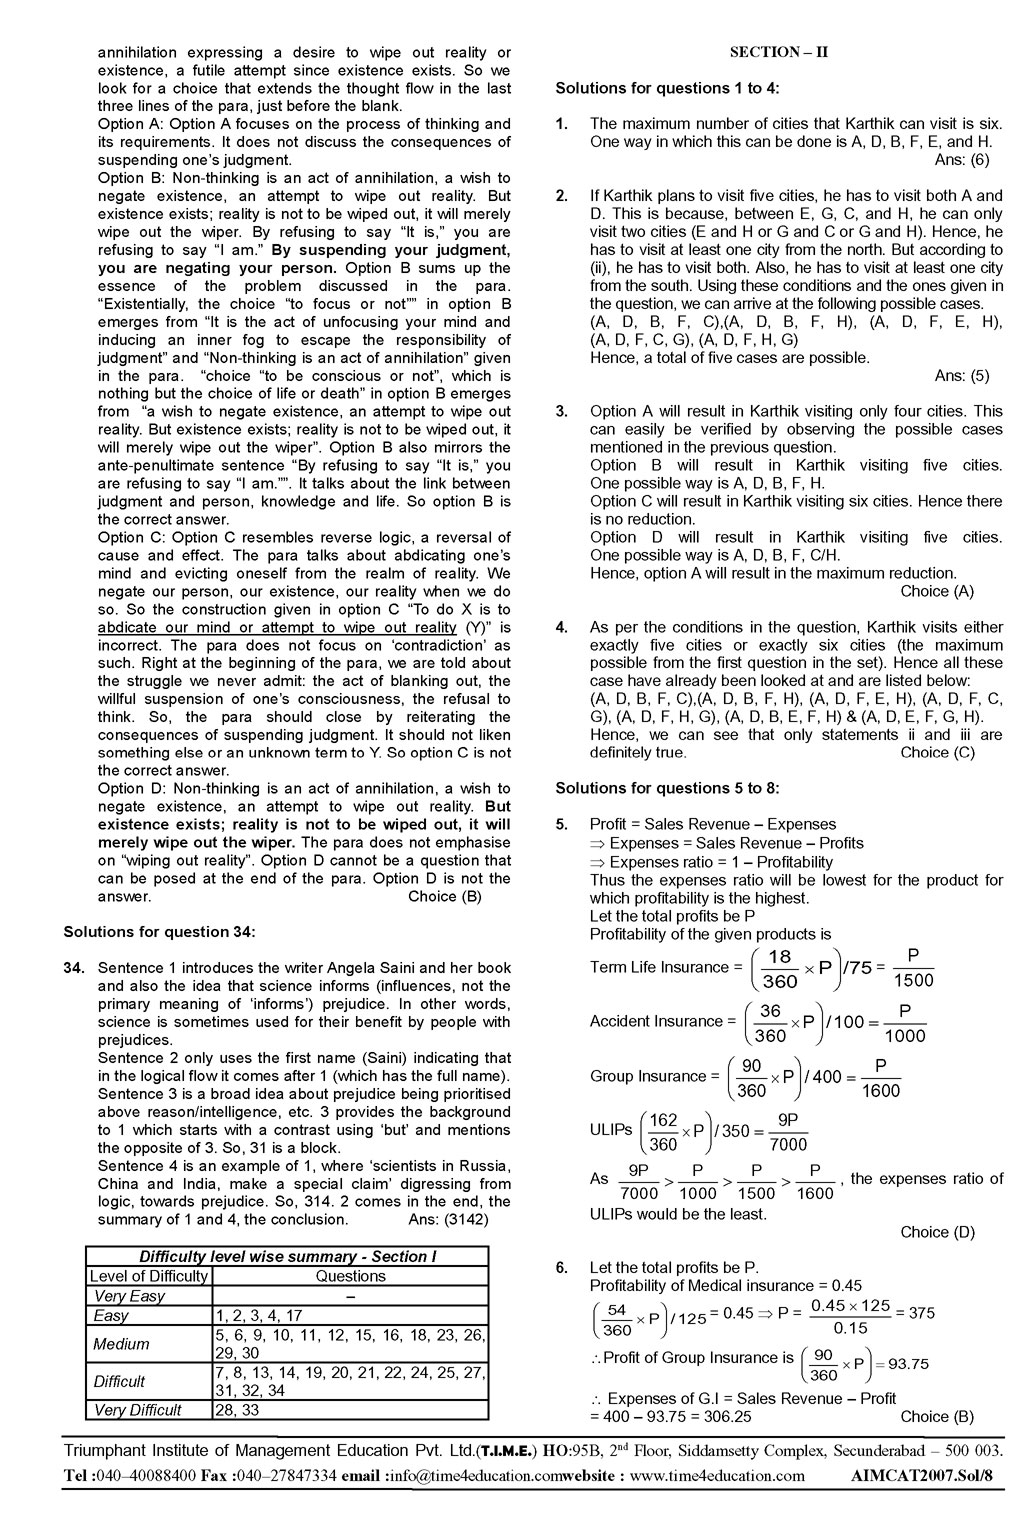 annihilation expressing a desire to wipe out reality or
existence, a futile attempt since existence exists. So we
look for a choice that extends the thought flow in the last
three lines of the para, just before the blank.
Option A: Option A focuses on the process of thinking and
its requirements. It does not discuss the consequences of
suspending one’s judgment.
Option B: Non-thinking is an act of annihilation, a wish to
negate existence, an attempt to wipe out reality. But
existence exists; reality is not to be wiped out, it will merely
wipe out the wiper. By refusing to say “It is,” you are
refusing to say “I am.” By suspending your judgment,
you are negating your person. Option B sums up the
essence of the problem discussed in the para.
“Existentially, the choice “to focus or not”” in option B
emerges from “It is the act of unfocusing your mind and
inducing an inner fog to escape the responsibility of
judgment” and “Non-thinking is an act of annihilation” given
in the para. “choice “to be conscious or not”, which is
nothing but the choice of life or death” in option B emerges
from “a wish to negate existence, an attempt to wipe out
reality. But existence exists; reality is not to be wiped out, it
will merely wipe out the wiper”. Option B also mirrors the
ante-penultimate sentence “By refusing to say “It is,” you
are refusing to say “I am.””. It talks about the link between
judgment and person, knowledge and life. So option B is
the correct answer.
Option C: Option C resembles reverse logic, a reversal of
cause and effect. The para talks about abdicating one’s
mind and evicting oneself from the realm of reality. We
negate our person, our existence, our reality when we do
so. So the construction given in option C “To do X is to
abdicate our mind or attempt to wipe out reality (Y)” is
incorrect. The para does not focus on ‘contradiction’ as
such. Right at the beginning of the para, we are told about
the struggle we never admit: the act of blanking out, the
willful suspension of one’s consciousness, the refusal to
think. So, the para should close by reiterating the
consequences of suspending judgment. It should not liken
something else or an unknown term to Y. So option C is not
the correct answer.
Option D: Non-thinking is an act of annihilation, a wish to
negate existence, an attempt to wipe out reality. But
existence exists; reality is not to be wiped out, it will
merely wipe out the wiper. The para does not emphasise
on “wiping out reality”. Option D cannot be a question that
can be posed at the end of the para. Option D is not the
answer. Choice (B)
Solutions for question 34:
34. Sentence 1 introduces the writer Angela Saini and her book
and also the idea that science informs (influences, not the
primary meaning of ‘informs’) prejudice. In other words,
science is sometimes used for their benefit by people with
prejudices.
Sentence 2 only uses the first name (Saini) indicating that
in the logical flow it comes after 1 (which has the full name).
Sentence 3 is a broad idea about prejudice being prioritised
above reason/intelligence, etc. 3 provides the background
to 1 which starts with a contrast using ‘but’ and mentions
the opposite of 3. So, 31 is a block.
Sentence 4 is an example of 1, where ‘scientists in Russia,
China and India, make a special claim’ digressing from
logic, towards prejudice. So, 314. 2 comes in the end, the
summary of 1 and 4, the conclusion. Ans: (3142)
Difficulty level wise summary - Section I
Level of Difficulty Questions
Very Easy –
Easy 1, 2, 3, 4, 17
Medium 5, 6, 9, 10, 11, 12, 15, 16, 18, 23, 26,
29, 30
Difficult 7, 8, 13, 14, 19, 20, 21, 22, 24, 25, 27,
31, 32, 34
Very Difficult 28, 33
SECTION – II
Solutions for questions 1 to 4:
1. The maximum number of cities that Karthik can visit is six.
One way in which this can be done is A, D, B, F, E, and H.
Ans: (6)
2. If Karthik plans to visit five cities, he has to visit both A and
D. This is because, between E, G, C, and H, he can only
visit two cities (E and H or G and C or G and H). Hence, he
has to visit at least one city from the north. But according to
(ii), he has to visit both. Also, he has to visit at least one city
from the south. Using these conditions and the ones given in
the question, we can arrive at the following possible cases.
(A, D, B, F, C),(A, D, B, F, H), (A, D, F, E, H),
(A, D, F, C, G), (A, D, F, H, G)
Hence, a total of five cases are possible.
Ans: (5)
3. Option A will result in Karthik visiting only four cities. This
can easily be verified by observing the possible cases
mentioned in the previous question.
Option B will result in Karthik visiting five cities.
One possible way is A, D, B, F, H.
Option C will result in Karthik visiting six cities. Hence there
is no reduction.
Option D will result in Karthik visiting five cities.
One possible way is A, D, B, F, C/H.
Hence, option A will result in the maximum reduction.
Choice (A)
4. As per the conditions in the question, Karthik visits either
exactly five cities or exactly six cities (the maximum
possible from the first question in the set). Hence all these
case have already been looked at and are listed below:
(A, D, B, F, C),(A, D, B, F, H), (A, D, F, E, H), (A, D, F, C,
G), (A, D, F, H, G), (A, D, B, E, F, H) & (A, D, E, F, G, H).
Hence, we can see that only statements ii and iii are
definitely true. Choice (C)
Solutions for questions 5 to 8:
5. Profit = Sales Revenue – Expenses
⇒ Expenses = Sales Revenue – Profits
⇒ Expenses ratio = 1 – Profitability
Thus the expenses ratio will be lowest for the product for
which profitability is the highest.
Let the total profits be P
Profitability of the given products is
Term Life Insurance = (18/360 × P)/75 = P/1500
Accident Insurance = (36/360 × P)/100 = P/1000
Group Insurance = (90/360 × P)/400 = P/1600
ULIPs (162/360 × P)/350 = 9P/7000
As 9P/7000 > P/1000 > P/1500 > P/1600, the expenses ratio of
ULIPs would be the least.
Choice (D)
6. Let the total profits be P.
Profitability of Medical insurance = 0.45
(54/360 × P)/125 = 0.45 ⇒ P = 0.45 × 125/0.15 = 375
∴Profit of Group Insurance is (90/360 × P) = 93.75
∴ Expenses of G.I = Sales Revenue – Profit
= 400 – 93.75 = 306.25 Choice (B)
Triumphant Institute of Management Education Pvt. Ltd.(T.I.M.E.) HO:95B, 2nd Floor, Siddamsetty Complex, Secunderabad – 500 003.
Tel :040–40088400 Fax :040–27847334 email :info@time4education.comwebsite : www.time4education.com AIMCAT2007.Sol/8